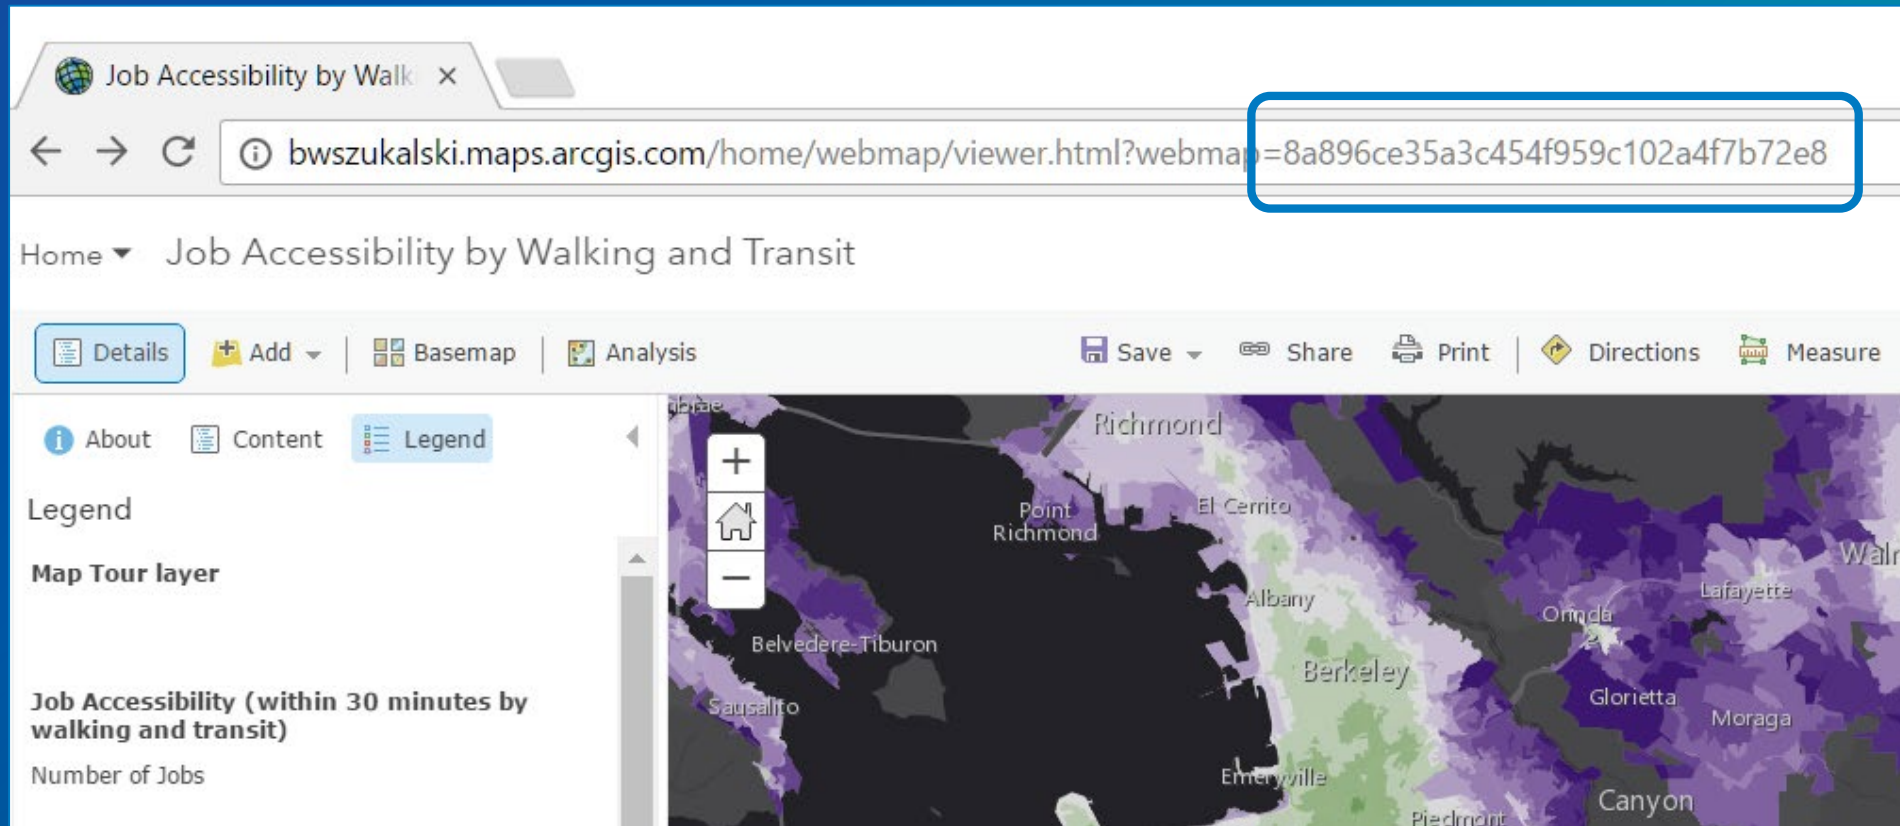 Job Accessibility by Walk
bwszukalski.maps.arcgis.com/home/webmap/viewer.html?webmap=8a896ce35a3c454f959c102a4f7b72e8
Home Job Accessibility by Walking and Transit
Details Add Basemap Analysis Save Share Print Directions Measure
About Content Legend
Legend
Map Tour layer
Job Accessibility (within 30 minutes by
walking and transit)
Number of Jobs
Richmond
Point
Richmond
El Cerrito
Albany
Lafayette
Orinda
Belvedere-Tiburon
Berkeley
Glorietta
Sausalito
Moraga
Emeryville
Canyon
Piedmont